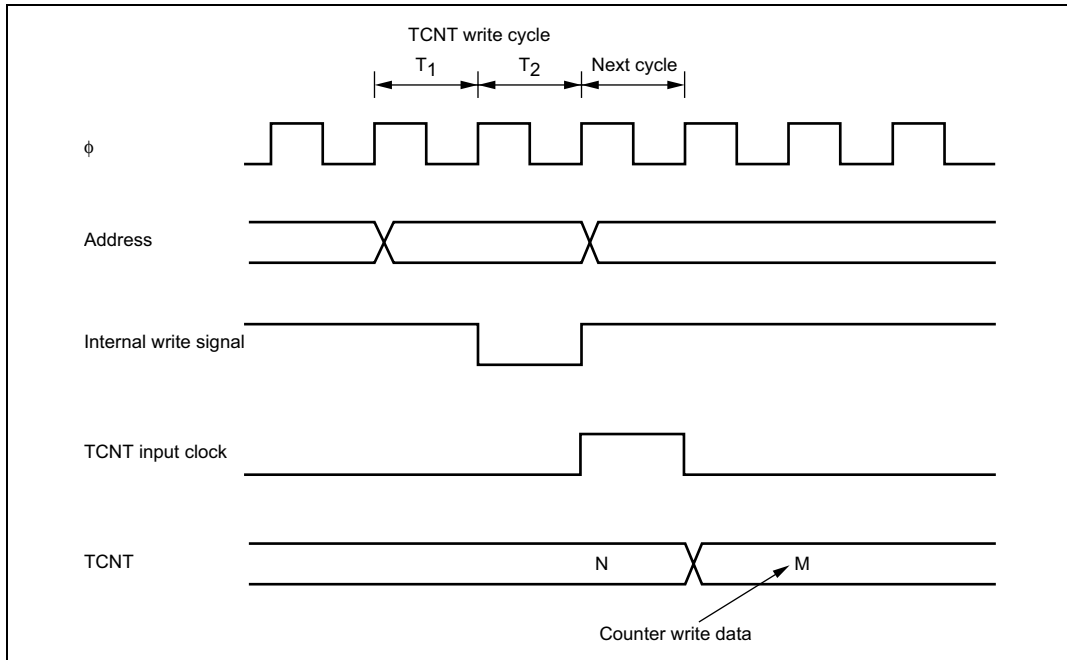 TCNT write cycle
T1 T2 Next cycle
ϕ
Address
Internal write signal
TCNT input clock
TCNT N M
Counter write data